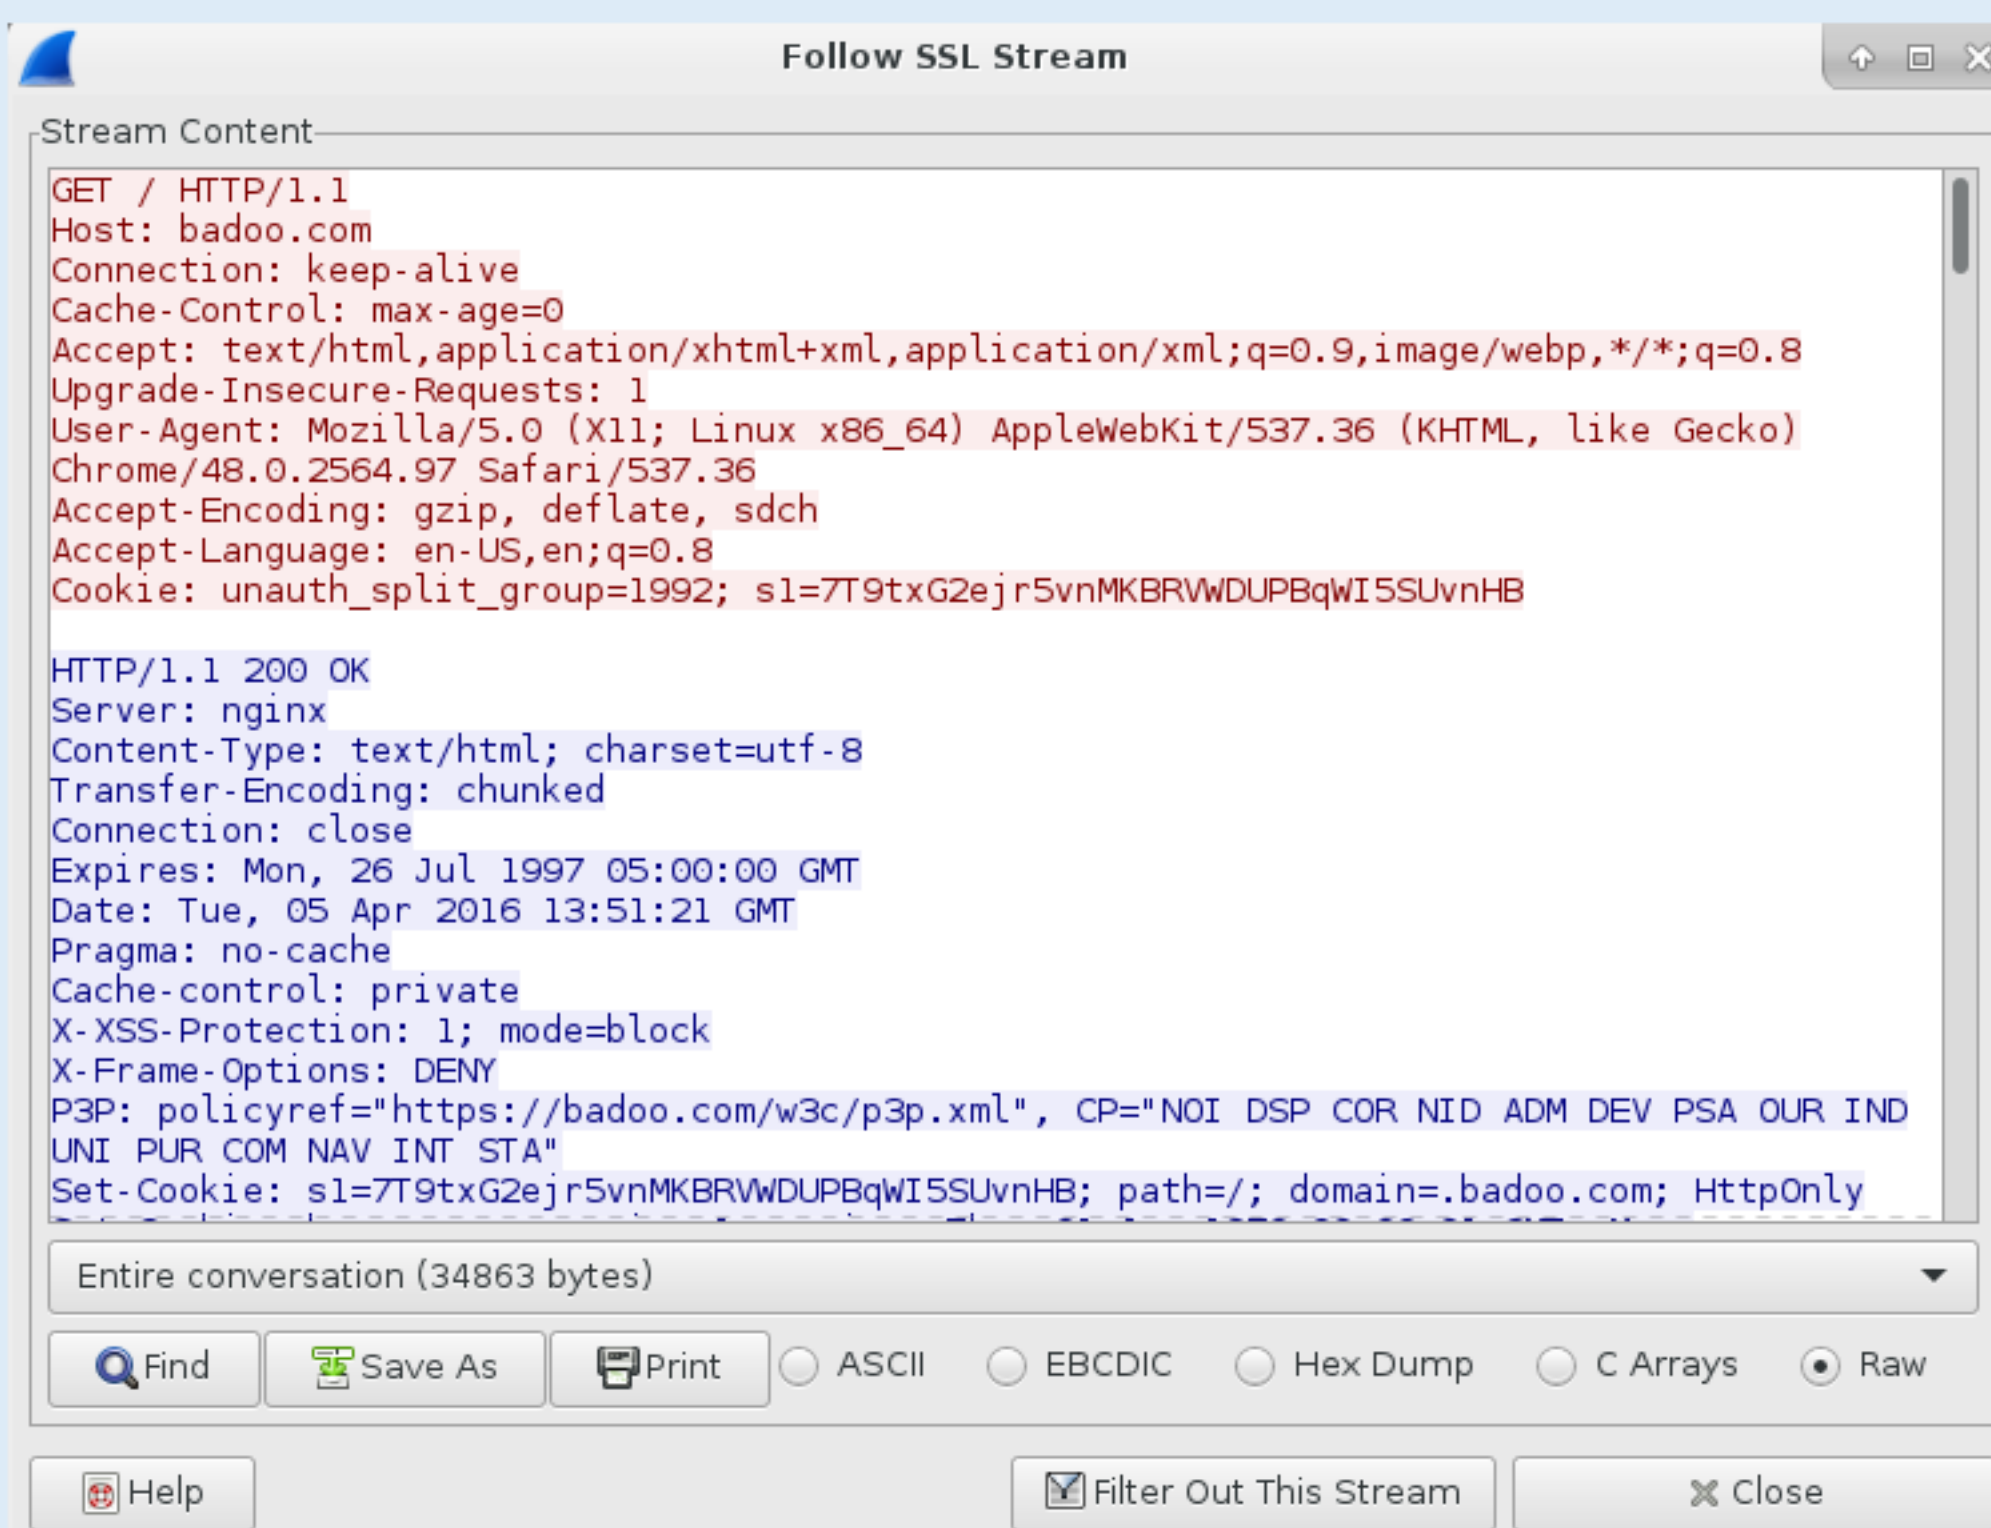 Follow SSL Stream
Stream Content
GET / HTTP/1.1
Host: badoo.com
Connection: keep-alive
Cache-Control: max-age=0
Accept: text/html,application/xhtml+xml,application/xml;q=0.9,image/webp,*/*;q=0.8
Upgrade-Insecure-Requests: 1
User-Agent: Mozilla/5.0 (X11; Linux x86_64) AppleWebKit/537.36 (KHTML, like Gecko)
Chrome/48.0.2564.97 Safari/537.36
Accept-Encoding: gzip, deflate, sdch
Accept-Language: en-US,en;q=0.8
Cookie: unauth_split_group=1992; s1=7T9txG2ejr5vnMKBRVWDUPBqWI5SUvnHB
HTTP/1.1 200 OK
Server: nginx
Content-Type: text/html; charset=utf-8
Transfer-Encoding: chunked
Connection: close
Expires: Mon, 26 Jul 1997 05:00:00 GMT
Date: Tue, 05 Apr 2016 13:51:21 GMT
Pragma: no-cache
Cache-control: private
X-XSS-Protection: 1; mode=block
X-Frame-Options: DENY
P3P: policyref="https://badoo.com/w3c/p3p.xml", CP="NOI DSP COR NID ADM DEV PSA OUR IND
UNI PUR COM NAV INT STA"
Set-Cookie: s1=7T9txG2ejr5vnMKBRVWDUPBqWI5SUvnHB; path=/; domain=.badoo.com; HttpOnly
Entire conversation (34863 bytes)
Find Save As Print ASCII EBCDIC Hex Dump C Arrays Raw
Help Filter Out This Stream Close